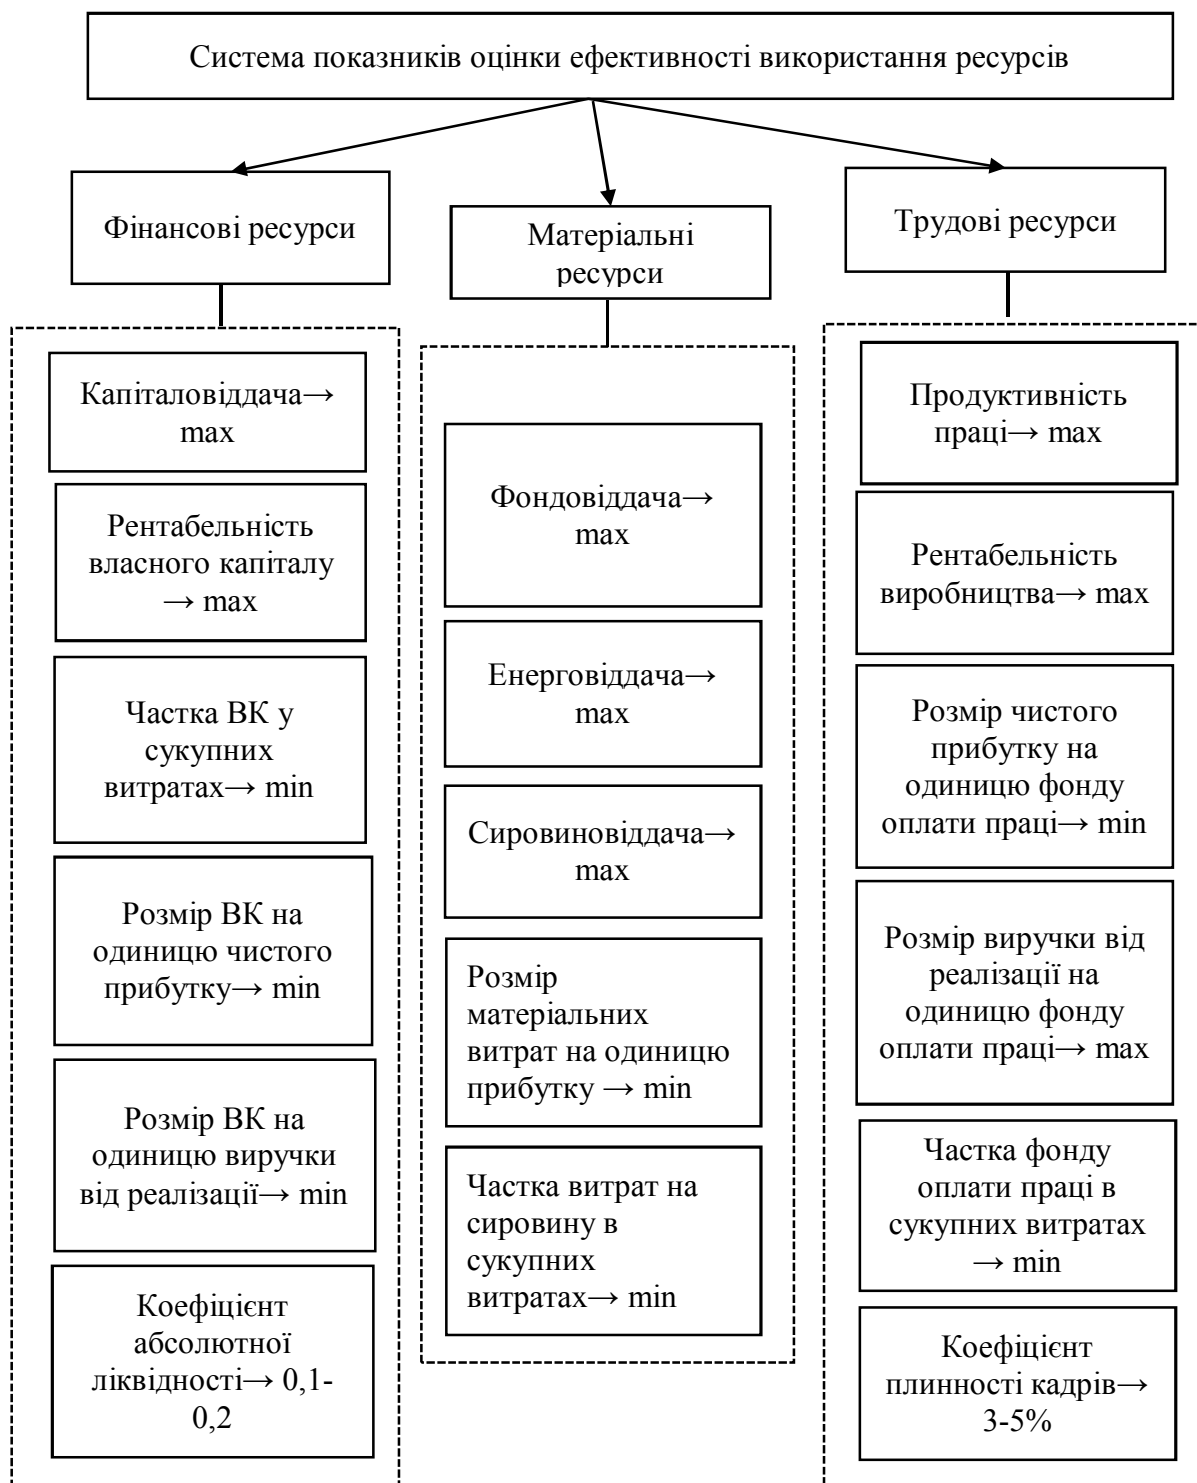 Система показників оцінки ефективності використання ресурсів
Фінансові ресурси
Матеріальні
ресурси
Трудові ресурси
Капіталовіддача→
max
Рентабельність
власного капіталу
→ max
Частка ВК у
сукупних
витратах→ min
Розмір ВК на
одиницю чистого
прибутку→ min
Розмір ВК на
одиницю виручки
від реалізації→ min
Коефіцієнт
абсолютної
ліквідності→ 0,1-
0,2
Фондовіддача→
max
Енерговіддача→
max
Сировиновіддача→
max
Розмір
матеріальних
витрат на одиницю
прибутку → min
Частка витрат на
сировину в
сукупних
витратах→ min
Продуктивність
праці→ max
Рентабельність
виробництва→ max
Розмір чистого
прибутку на
одиницю фонду
оплати праці→ min
Розмір виручки від
реалізації на
одиницю фонду
оплати праці→ max
Частка фонду
оплати праці в
сукупних витратах
→ min
Коефіцієнт
плинності кадрів→
3-5%